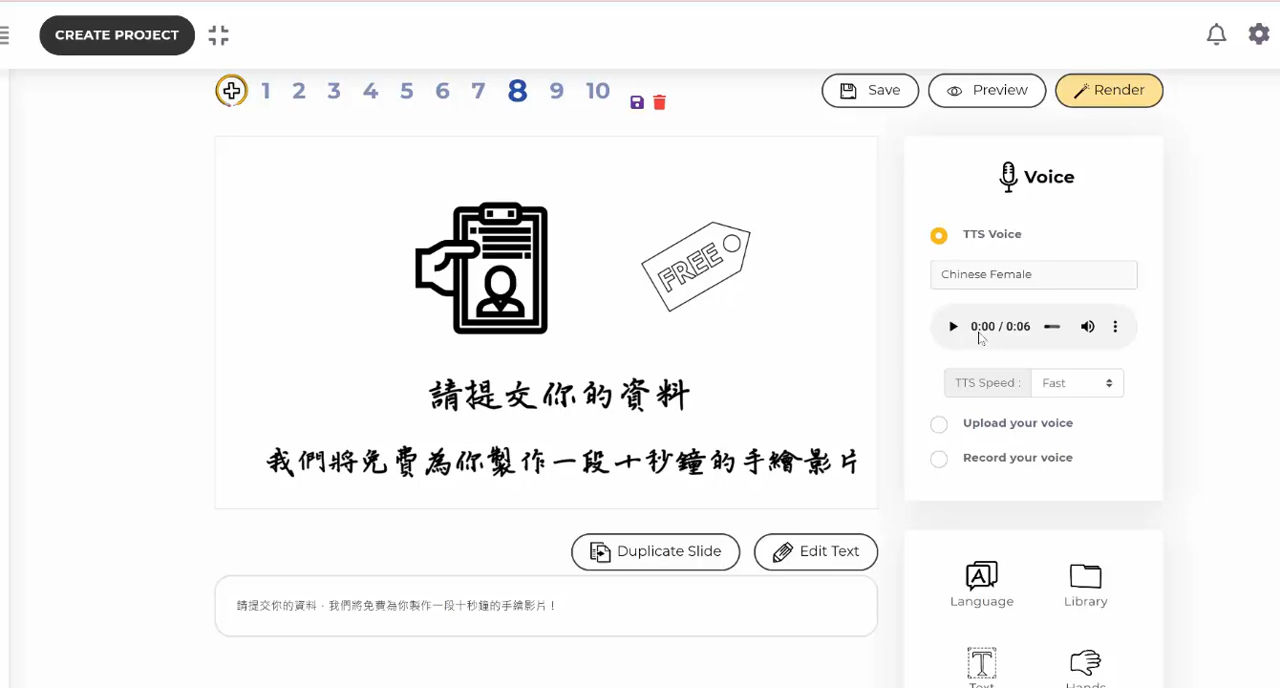 CREATE PROJECT
1 2 3 4 5 6 7 8 9 10
Save
Preview
Render
FREE
請提交你的資料
我們將免費為你製作一段十秒鐘的手繪影片
Duplicate Slide
Edit Text
請提交你的資料，我們將免費為你製作一段十秒鐘的手繪影片！
Voice
TTS Voice
Chinese Female
0:00 / 0:06
TTS Speed :
Fast
Upload your voice
Record your voice
Language
Library
Text
Hands